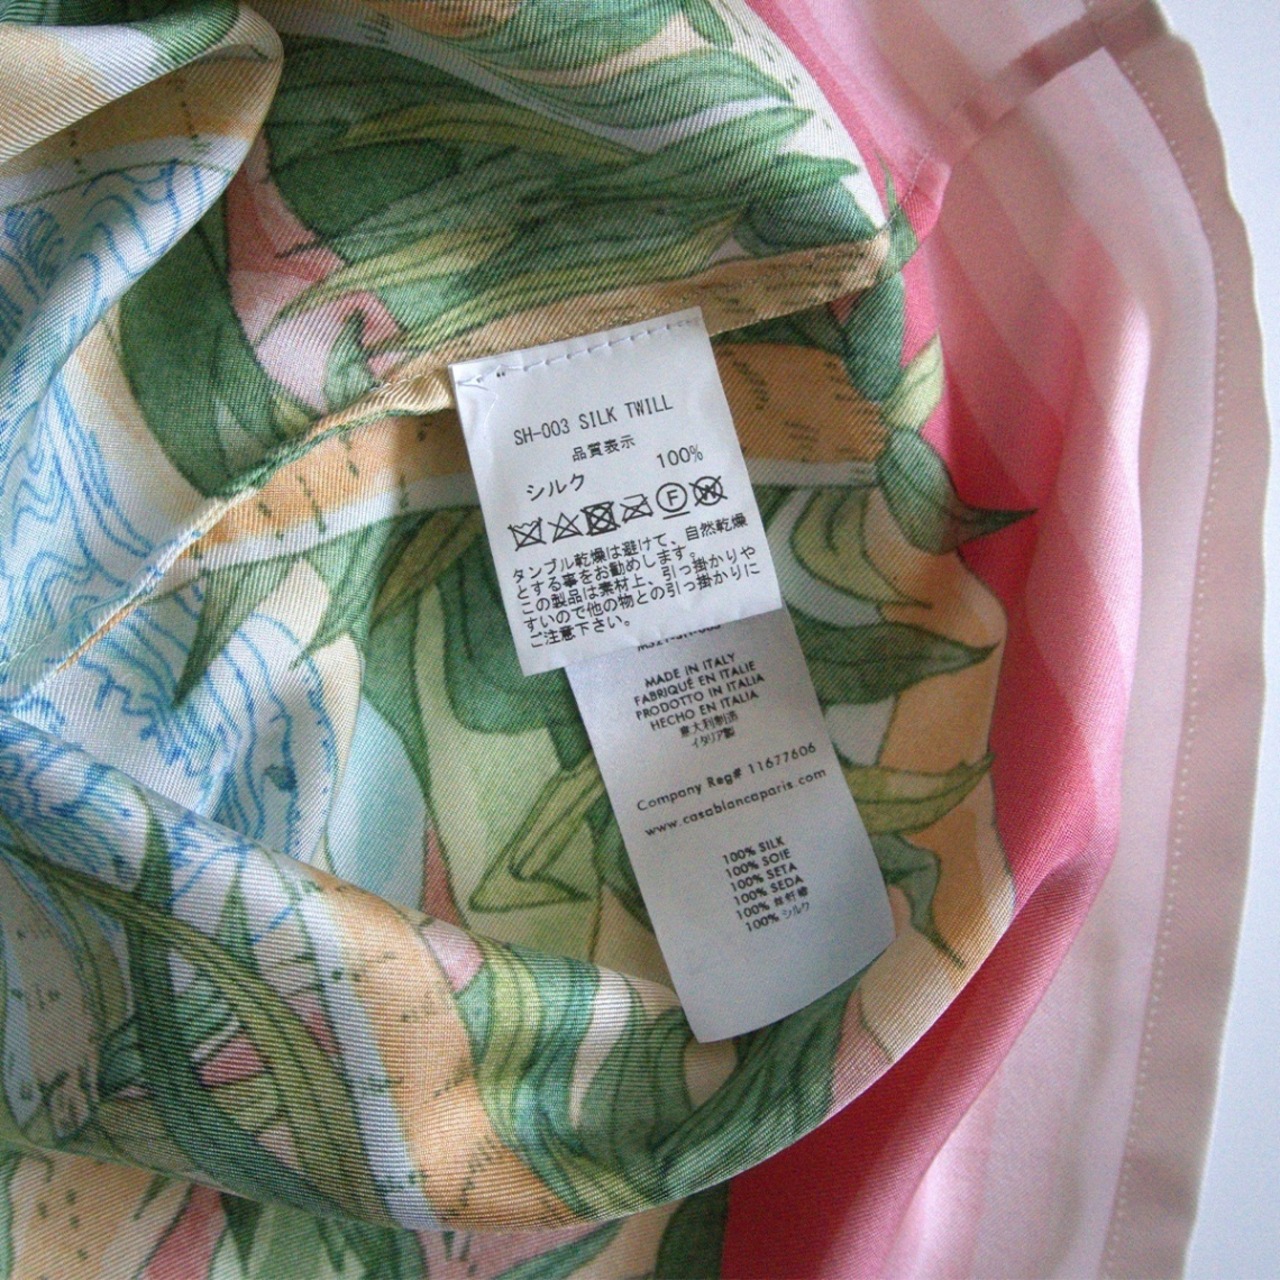 SH-003 SILK TWILL
品質表示
シルク 100%
F W
タンブル乾燥は避けて、自然乾燥
とする事をお勧めします。
この製品は素材上、引っ掛かりや
すいので他の物との引っ掛かりに
ご注意下さい。
MADE IN ITALY
FABRIQUÉ EN ITALIE
PRODOTTO IN ITALIA
HECHO EN ITALIA
意大利制造
イタリア製
Company Reg# 11677606
www.casablancaparis.com
100% SILK
100% SOIE
100% SETA
100% SEDA
100%
100% シルク